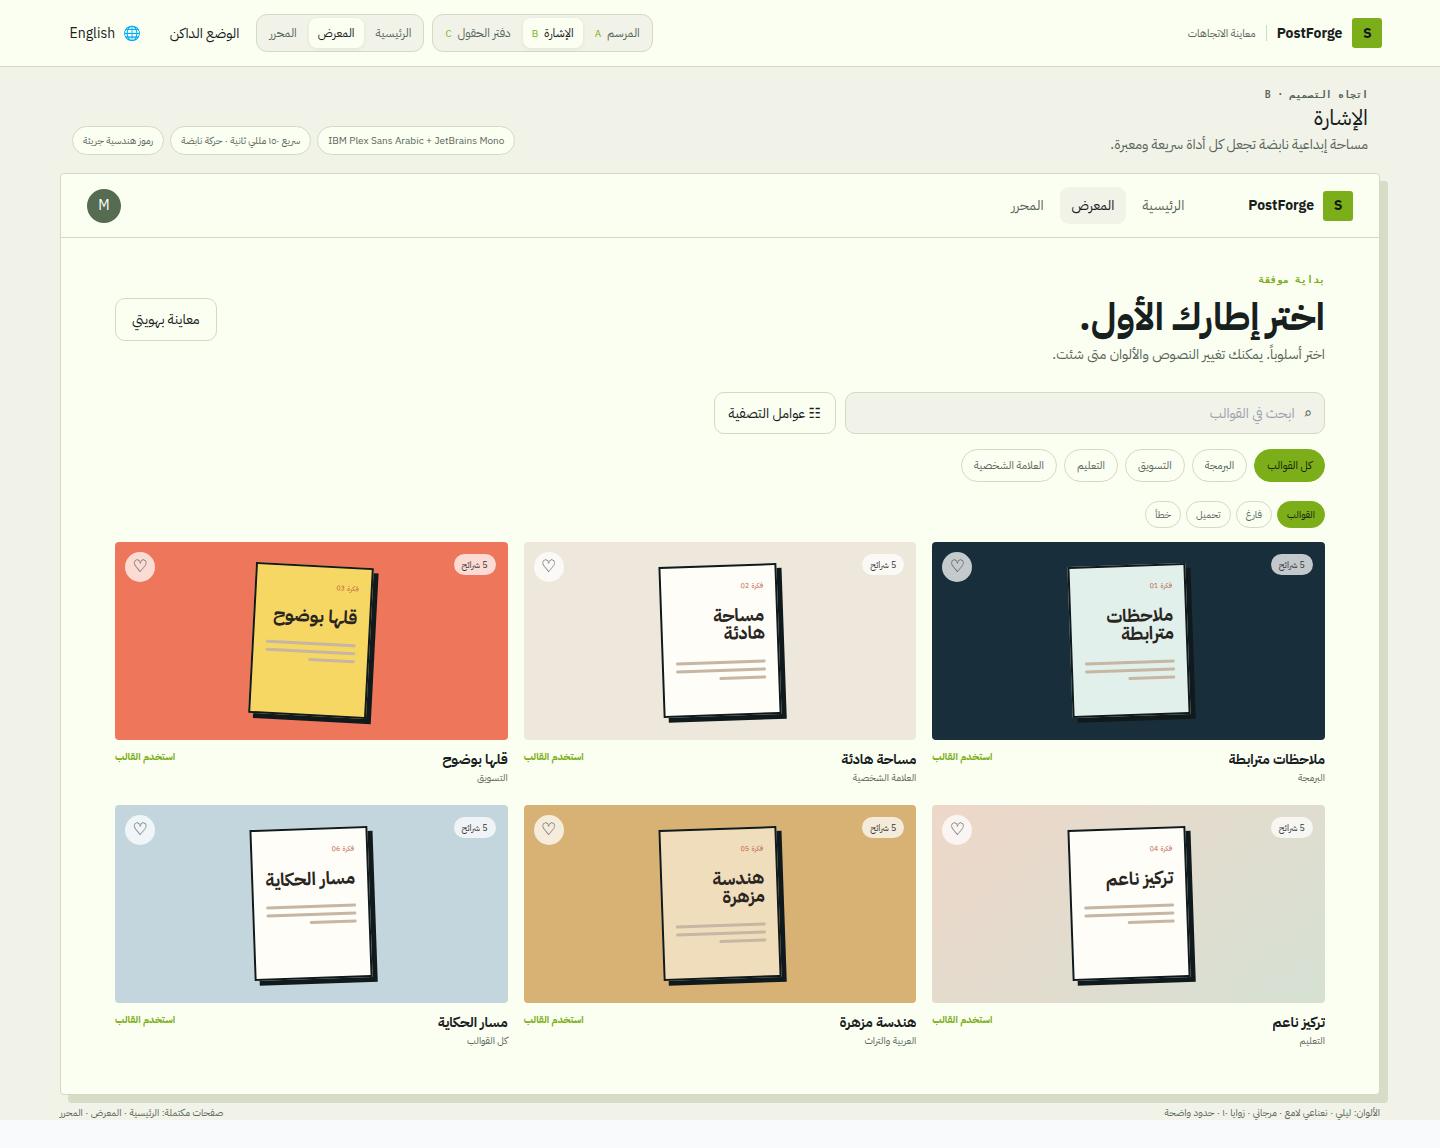 S PostForge معاينة الاتجاهات
المرسم A الإشارة B دفتر الحقول C
الرئيسية المعرض المحرر
الوضع الداكن
🌐 English
اتجاه التصميم · B
الإشارة
مساحة إبداعية نابضة تجعل كل أداة سريعة ومعبرة.
IBM Plex Sans Arabic + JetBrains Mono
سريع ١٥٠ مللي ثانية · حركة نابضة
رموز هندسية جريئة
S PostForge
الرئيسية المعرض المحرر
M
بداية موفقة
اختر إطارك الأول.
اختر أسلوباً. يمكنك تغيير النصوص والألوان متى شئت.
معاينة بهويتي
ابحث في القوالب
عوامل التصفية
كل القوالب البرمجة التسويق التعليم العلامة الشخصية
القوالب فارغ تحميل خطأ
5 شرائح
فكرة 01
ملاحظات
مترابطة
ملاحظات مترابطة
استخدم القالب
البرمجة
5 شرائح
فكرة 02
مساحة
هادئة
مساحة هادئة
استخدم القالب
العلامة الشخصية
5 شرائح
فكرة 03
قلها بوضوح
قلها بوضوح
استخدم القالب
التسويق
5 شرائح
فكرة 04
تركيز ناعم
تركيز ناعم
استخدم القالب
التعليم
5 شرائح
فكرة 05
هندسة
مزهرة
هندسة مزهرة
استخدم القالب
العربية والتراث
5 شرائح
فكرة 06
مسار الحكاية
مسار الحكاية
استخدم القالب
كل القوالب
الألوان: ليلي · نعناعي لامع · مرجاني · زوايا ١٠ · حدود واضحة
صفحات مكتملة: الرئيسية · المعرض · المحرر